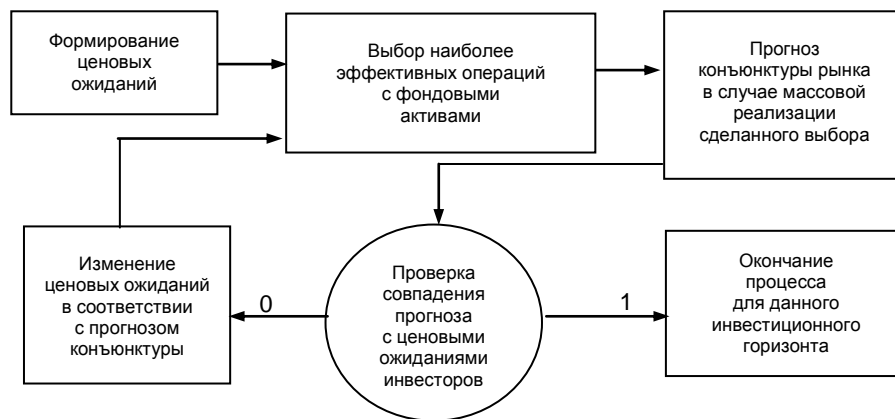 Формирование
ценовых
ожиданий
Выбор наиболее
эффективных операций
с фондовыми
активами
Прогноз
конъюнктуры рынка
в случае массовой
реализации
сделанного выбора
Изменение
ценовых ожиданий
в соответствии
с прогнозом
конъюнктуры
0
Проверка
совпадения
прогноза
с ценовыми
ожиданиями
инвесторов
1
Окончание
процесса
для данного
инвестиционного
горизонта